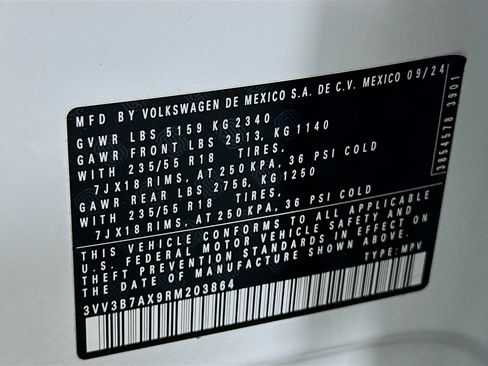 MFD BY VOLKSWAGEN DE MEXICO S.A. DE C.V. MEXICO 09/24
GVWR LBS 5159 KG 2340
GAWR FRONT LBS 2513, KG 1140
WITH 235/55 R18 TIRES,
7JX18 RIMS, AT 250 KPA, 36 PSI COLD
GAWR REAR LBS 2756, KG 1250
WITH 235/55 R18 TIRES,
7JX18 RIMS, AT 250 KPA, 36 PSI COLD
THIS VEHICLE CONFORMS TO ALL APPLICABLE
U.S. FEDERAL MOTOR VEHICLE SAFETY AND
THEFT PREVENTION STANDARDS IN EFFECT ON
THE DATE OF MANUFACTURE SHOWN ABOVE.
3VV3B7AX9RM203864 TYPE: MPV
3854578 3901